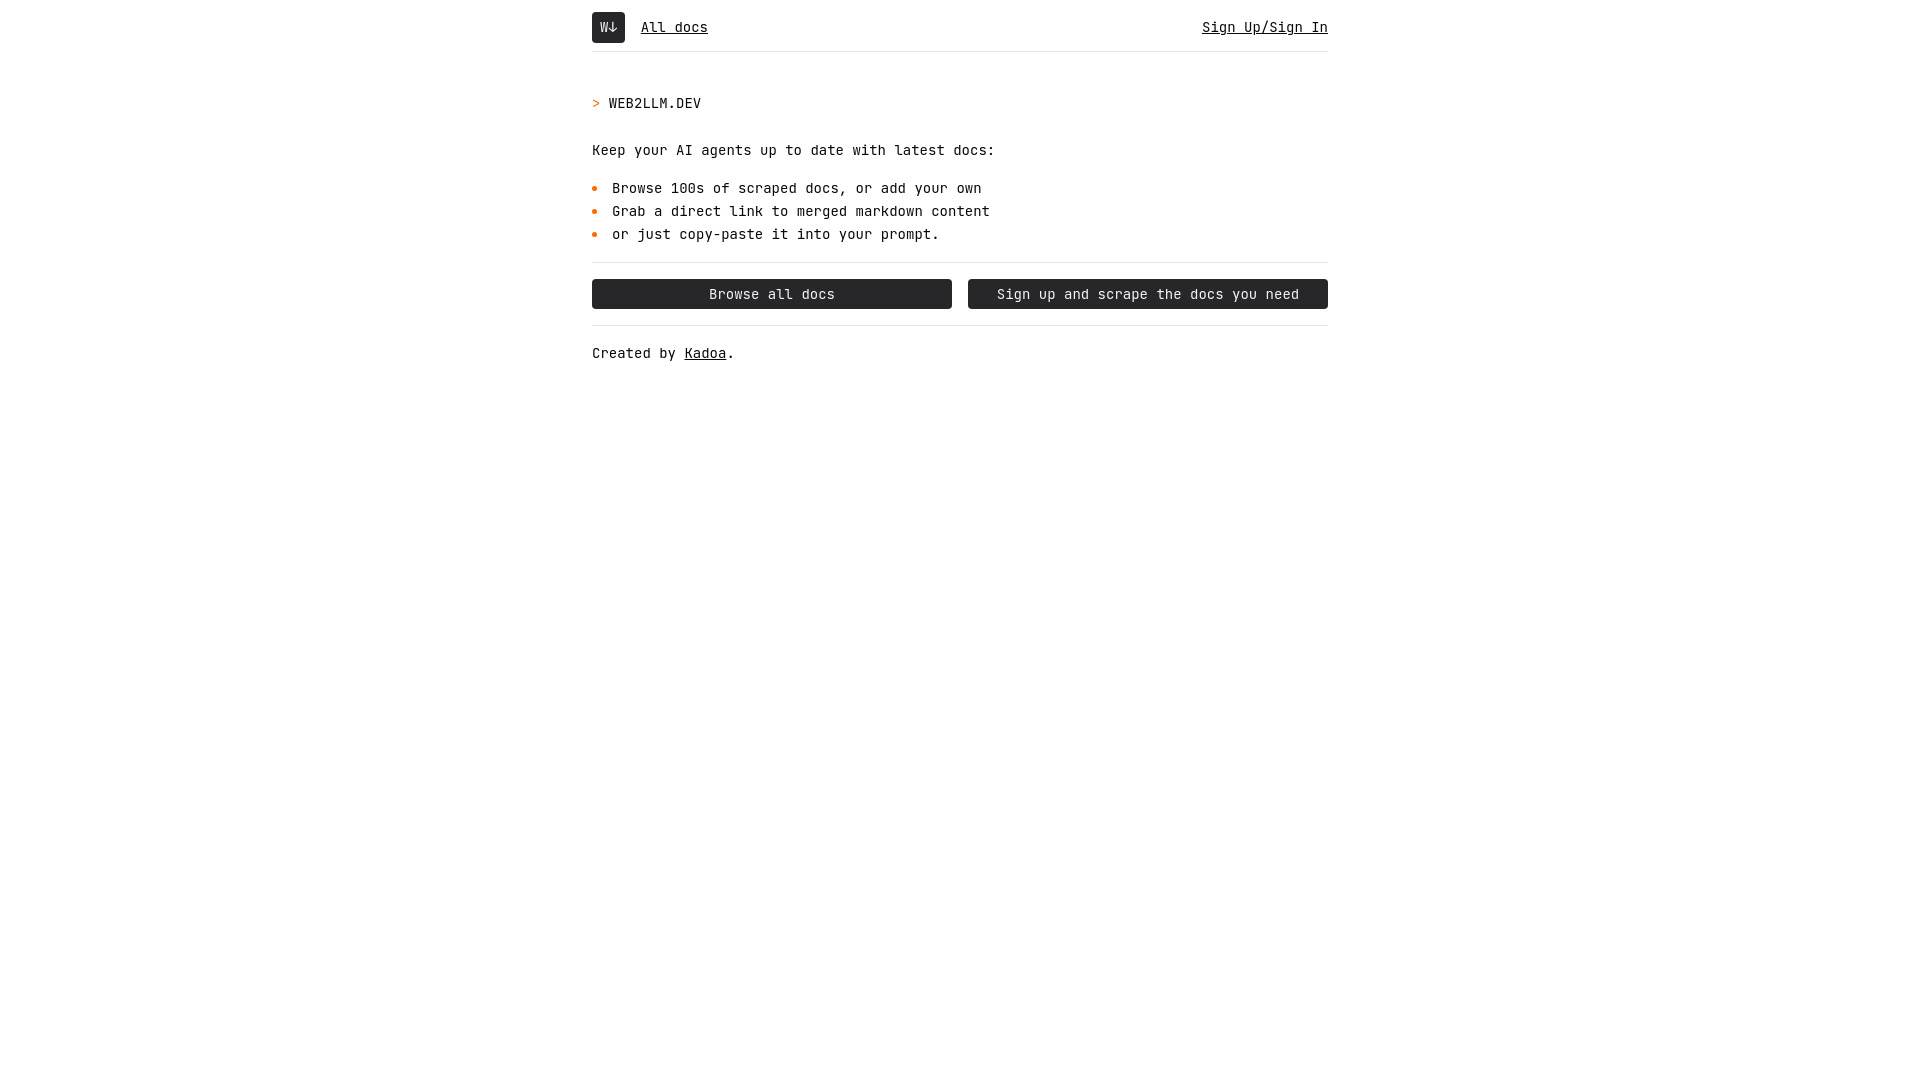 W↓ All docs Sign Up/Sign In
> WEB2LLM.DEV
Keep your AI agents up to date with latest docs:
• Browse 100s of scraped docs, or add your own
• Grab a direct link to merged markdown content
• or just copy-paste it into your prompt.
Browse all docs Sign up and scrape the docs you need
Created by Kadoa.